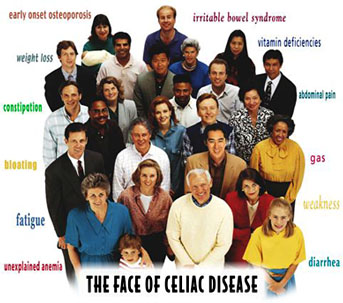 early onset osteoporosis
irritable bowel syndrome
weight loss
vitamin deficiencies
constipation
abdominal pain
bloating
gas
fatigue
weakness
unexplained anemia
diarrhea
THE FACE OF CELIAC DISEASE